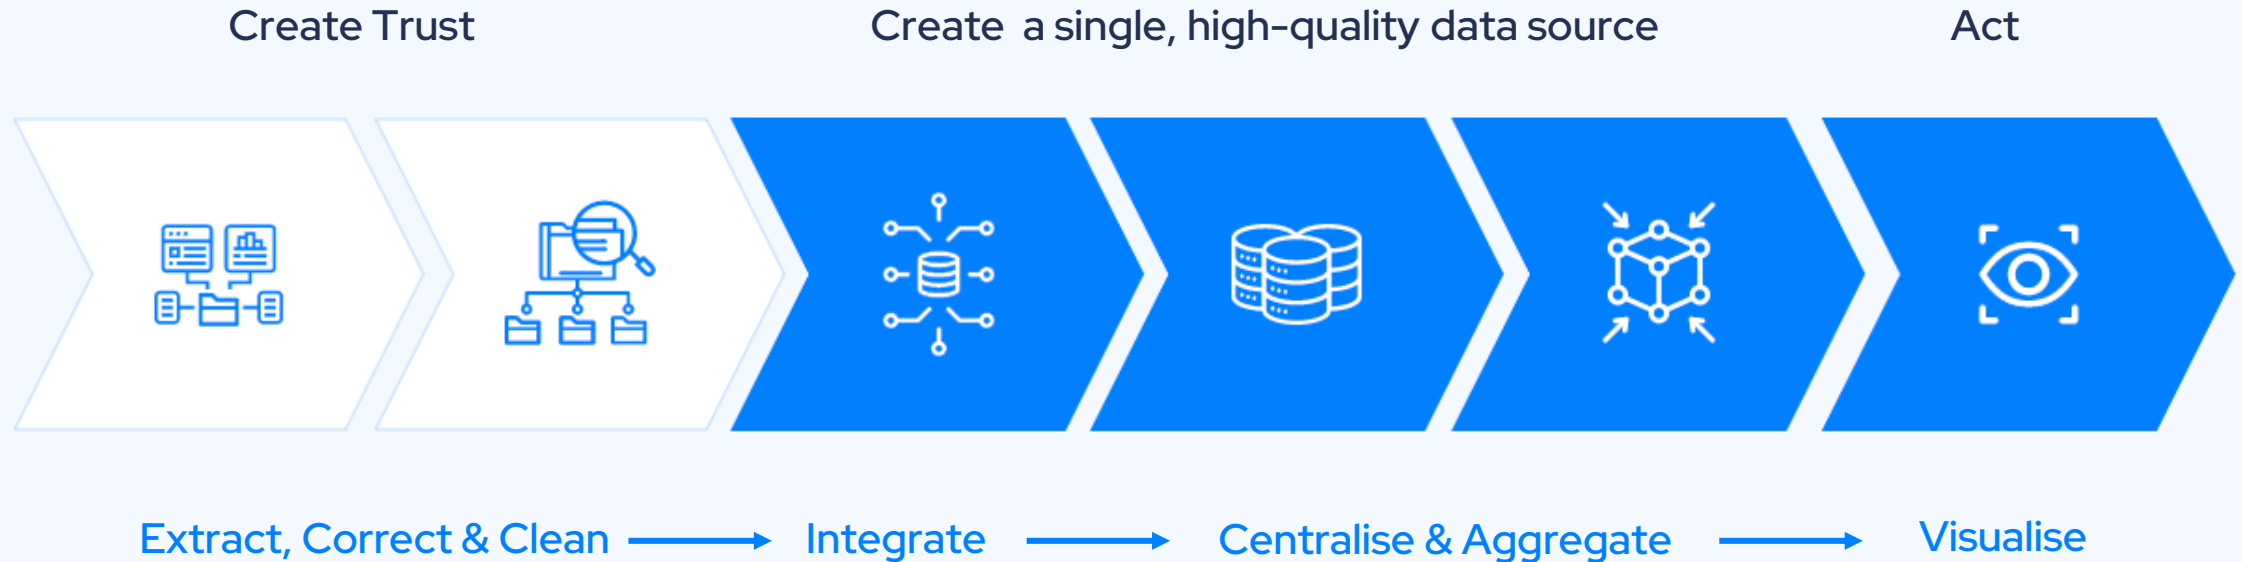 Create Trust
Create a single, high-quality data source
Act
Extract, Correct & Clean
Integrate
Centralise & Aggregate
Visualise